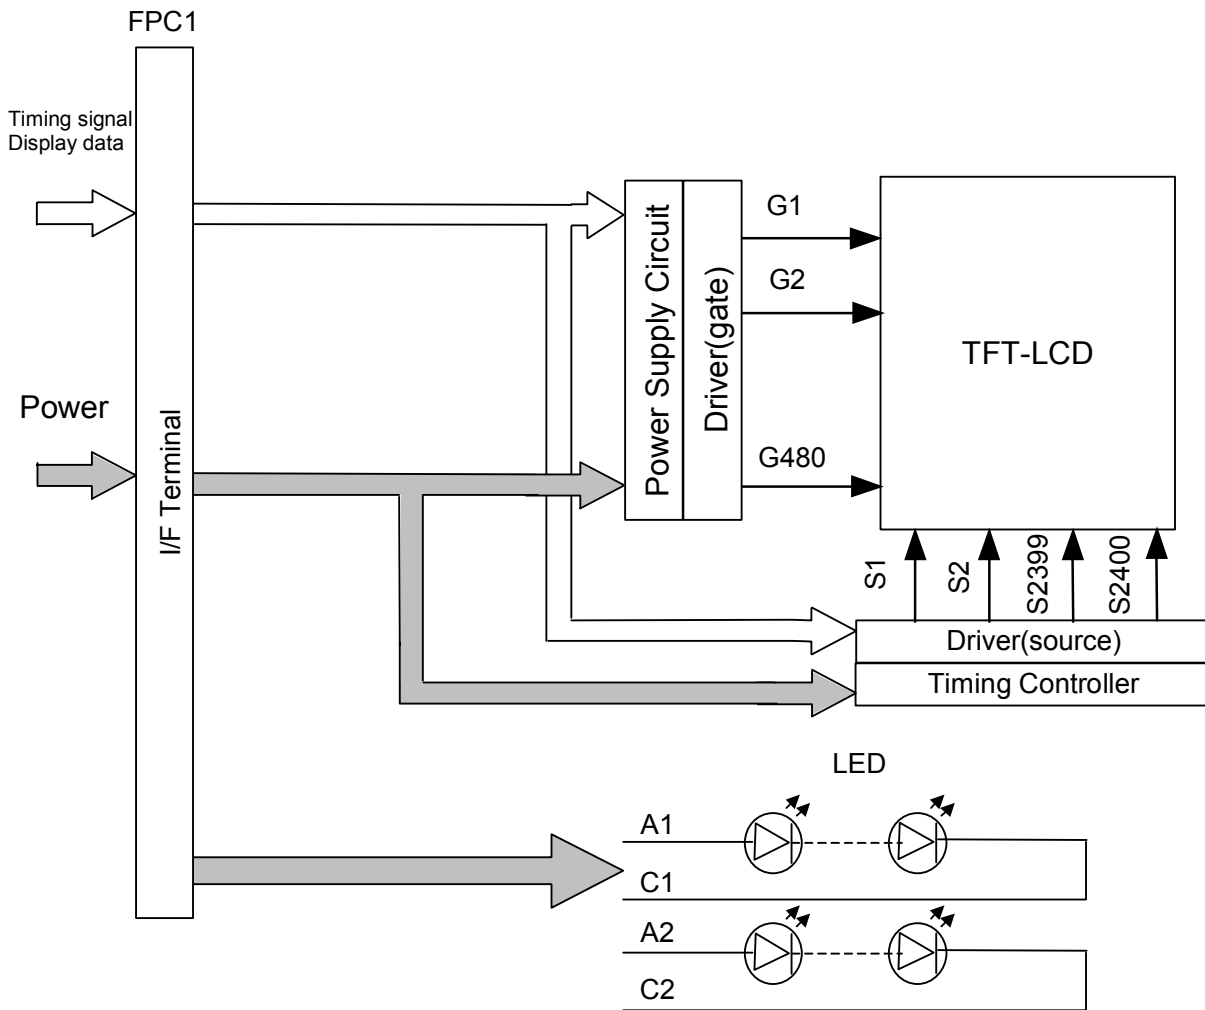 FPC1
Timing signal
Display data
Power
I/F Terminal
Power Supply Circuit
Driver(gate)
G1
G2
G480
TFT-LCD
S1
S2
S2399
S2400
Driver(source)
Timing Controller
LED
A1
C1
A2
C2